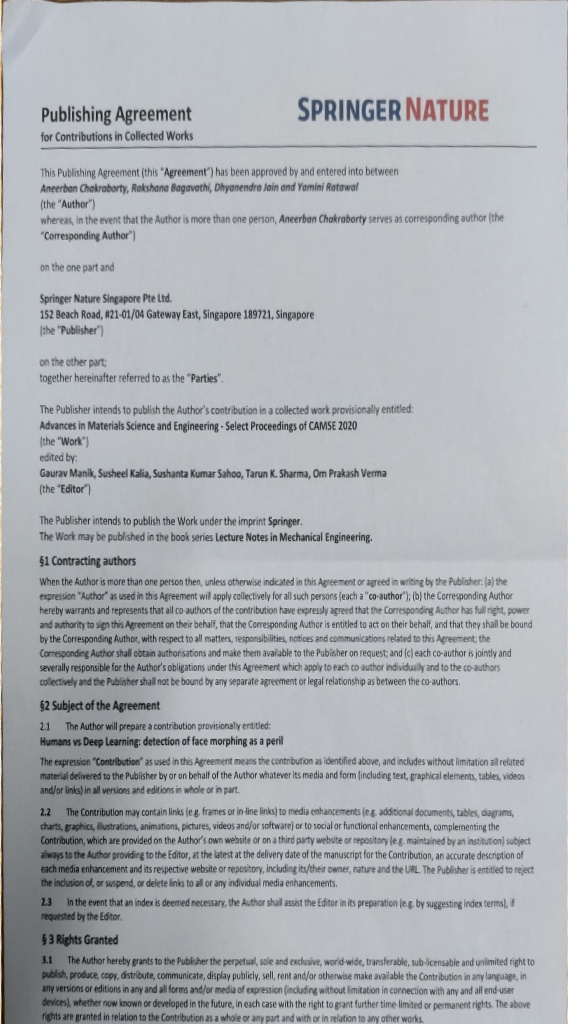 Publishing Agreement
for Contributions in Collected Works
SPRINGER NATURE
This Publishing Agreement (this "Agreement") has been approved by and entered into between
Aneerban Chakraborty, Rakshana Bagavathi, Dhyanendra Jain and Yamini Ratawal
(the "Author")
whereas, in the event that the Author is more than one person, Aneerban Chakraborty serves as corresponding author (the
"Corresponding Author")
on the one part and
Springer Nature Singapore Pte Ltd.
152 Beach Road, #21-01/04 Gateway East, Singapore 189721, Singapore
(the "Publisher")
on the other part;
together hereinafter referred to as the "Parties".
The Publisher intends to publish the Author's contribution in a collected work provisionally entitled:
Advances in Materials Science and Engineering - Select Proceedings of CAMSE 2020
(the "Work")
edited by:
Gaurav Manik, Susheel Kalia, Sushanta Kumar Sahoo, Tarun K. Sharma, Om Prakash Verma
(the "Editor")
The Publisher intends to publish the Work under the imprint Springer.
The Work may be published in the book series Lecture Notes in Mechanical Engineering.
§1 Contracting authors
When the Author is more than one person then, unless otherwise indicated in this Agreement or agreed in writing by the Publisher: (a) the
expression "Author" as used in this Agreement will apply collectively for all such persons (each a "co-author"); (b) the Corresponding Author
hereby warrants and represents that all co-authors of the contribution have expressly agreed that the Corresponding Author has full right, power
and authority to sign this Agreement on their behalf, that the Corresponding Author is entitled to act on their behalf, and that they shall be bound
by the Corresponding Author, with respect to all matters, responsibilities, notices and communications related to this Agreement; the
Corresponding Author shall obtain authorisations and make them available to the Publisher on request; and (c) each co-author is jointly and
severally responsible for the Author's obligations under this Agreement which apply to each co-author individually and to the co-authors
collectively and the Publisher shall not be bound by any separate agreement or legal relationship as between the co-authors.
§2 Subject of the Agreement
2.1 The Author will prepare a contribution provisionally entitled:
Humans vs Deep Learning: detection of face morphing as a peril
The expression "Contribution" as used in this Agreement means the contribution as identified above, and includes without limitation all related
material delivered to the Publisher by or on behalf of the Author whatever its media and form (including text, graphical elements, tables, videos
and/or links) in all versions and editions in whole or in part.
2.2 The Contribution may contain links (e.g. frames or in-line links) to media enhancements (e.g. additional documents, tables, diagrams,
charts, graphics, illustrations, animations, pictures, videos and/or software) or to social or functional enhancements, complementing the
Contribution, which are provided on the Author's own website or on a third party website or repository (e.g. maintained by an institution) subject
always to the Author providing to the Editor, at the latest at the delivery date of the manuscript for the Contribution, an accurate description of
each media enhancement and its respective website or repository, including its/their owner, nature and the URL. The Publisher is entitled to reject
the inclusion of, or suspend, or delete links to all or any individual media enhancements.
2.3 In the event that an index is deemed necessary, the Author shall assist the Editor in its preparation (e.g. by suggesting index terms), if
requested by the Editor.
§ 3 Rights Granted
3.1 The Author hereby grants to the Publisher the perpetual, sole and exclusive, world-wide, transferable, sub-licensable and unlimited right to
publish, produce, copy, distribute, communicate, display publicly, sell, rent and/or otherwise make available the Contribution in any language, in
any versions or editions in any and all forms and/or media of expression (including without limitation in connection with any and all end-user
devices), whether now known or developed in the future, in each case with the right to grant further time-limited or permanent rights. The above
rights are granted in relation to the Contribution as a whole or any part and with or in relation to any other works.